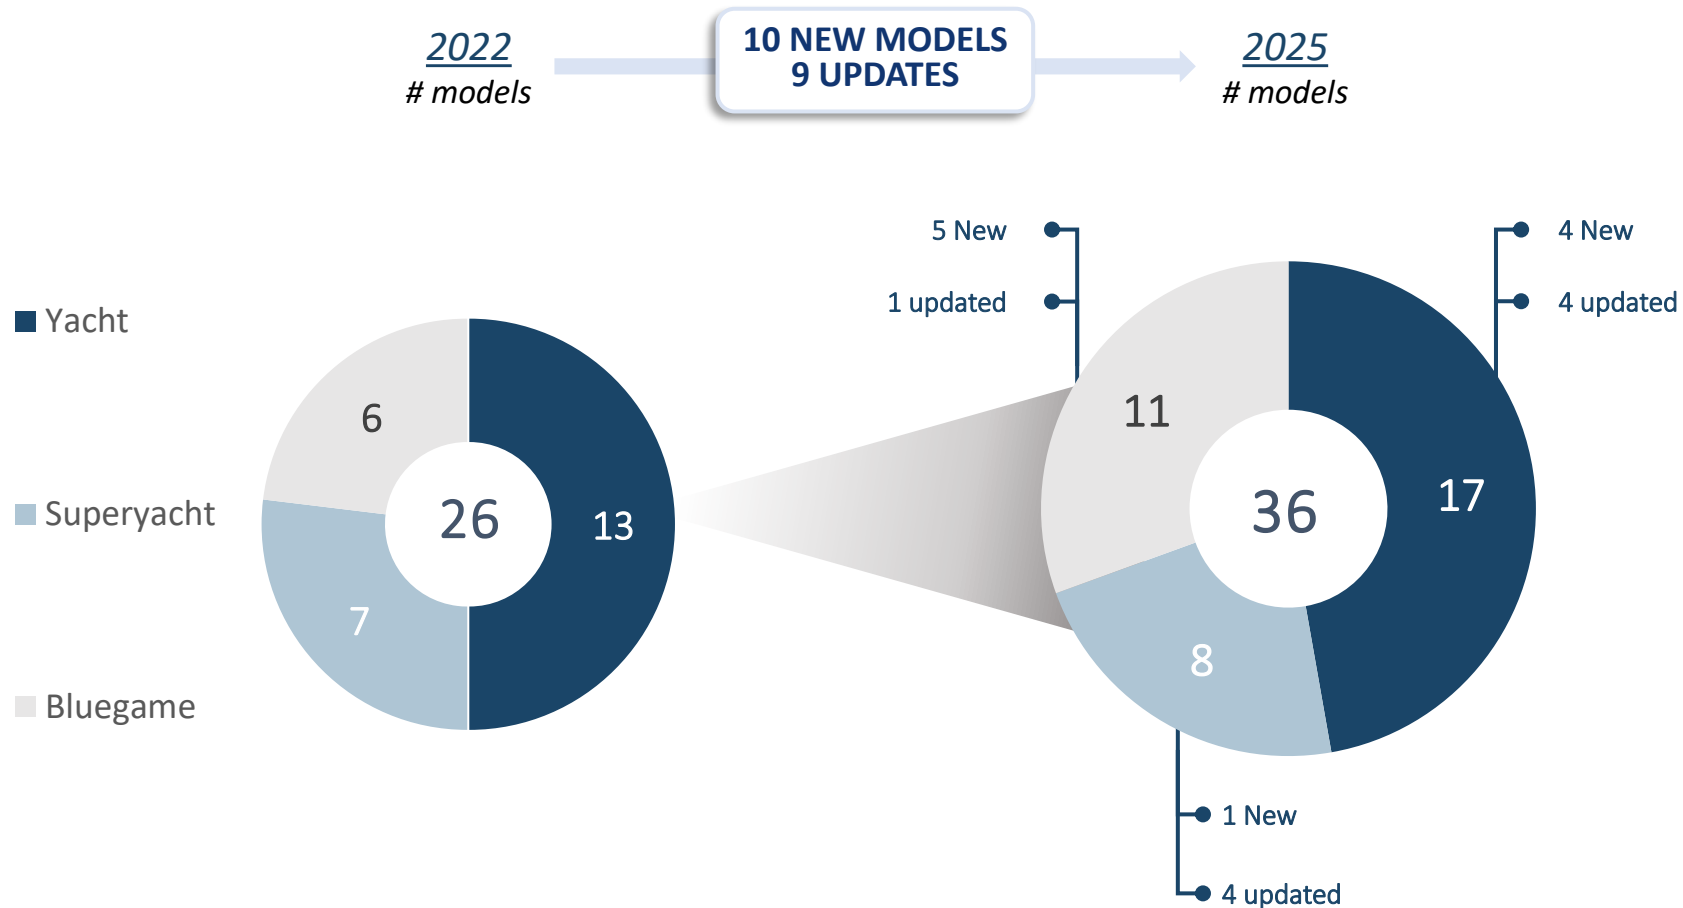 2022
# models
10 NEW MODELS
9 UPDATES
2025
# models
Yacht
Superyacht
Bluegame
6
7
26
13
5 New
1 updated
4 New
4 updated
11
36
17
8
1 New
4 updated